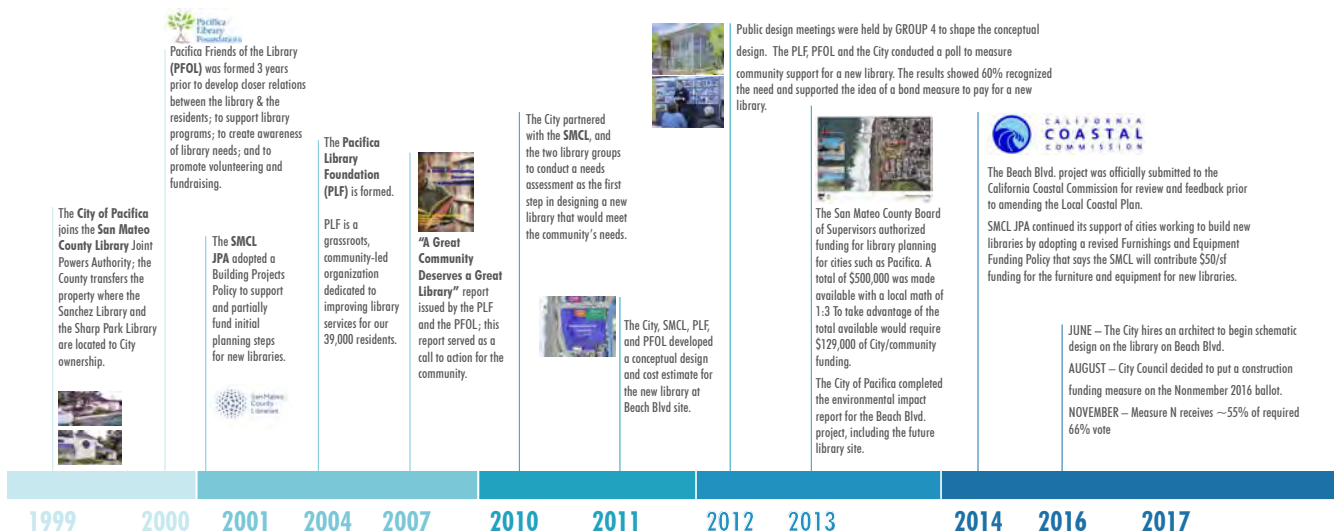 Pacifica
Library
Foundation
Pacifica Friends of the Library
(PFOL) was formed 3 years
prior to develop closer relations
between the library & the
residents; to support library
programs; to create awareness
of library needs; and to
promote volunteering and
fundraising.
The City of Pacifica
joins the San Mateo
County Library Joint
Powers Authority; the
County transfers the
property where the
Sanchez Library and
the Sharp Park Library
are located to City
ownership.
The SMCL
JPA adopted a
Building Projects
Policy to support
and partially
fund initial
planning steps
for new libraries.
San Mateo
County
Libraries
The Pacifica
Library
Foundation
(PLF) is formed.
PLF is a
grassroots,
community-led
organization
dedicated to
improving library
services for our
39,000 residents.
"A Great
Community
Deserves a Great
Library" report
issued by the PLF
and the PFOL; this
report served as a
call to action for the
community.
The City partnered
with the SMCL, and
the two library groups
to conduct a needs
assessment as the first
step in designing a new
library that would meet
the community's needs.
The City, SMCL, PLF,
and PFOL developed
a conceptual design
and cost estimate for
the new library at
Beach Blvd site.
Public design meetings were held by GROUP 4 to shape the conceptual
design. The PLF, PFOL and the City conducted a poll to measure
community support for a new library. The results showed 60% recognized
the need and supported the idea of a bond measure to pay for a new
library.
The San Mateo County Board
of Supervisors authorized
funding for library planning
for cities such as Pacifica. A
total of $500,000 was made
available with a local math of
1:3 To take advantage of the
total available would require
$129,000 of City/community
funding.
The City of Pacifica completed
the environmental impact
report for the Beach Blvd.
project, including the future
library site.
CALIFORNIA
COASTAL
COMMISSION
The Beach Blvd. project was officially submitted to the
California Coastal Commission for review and feedback prior
to amending the Local Coastal Plan.
SMCL JPA continued its support of cities working to build new
libraries by adopting a revised Furnishings and Equipment
Funding Policy that says the SMCL will contribute $50/sf
funding for the furniture and equipment for new libraries.
JUNE – The City hires an architect to begin schematic
design on the library on Beach Blvd.
AUGUST – City Council decided to put a construction
funding measure on the Nonmember 2016 ballot.
NOVEMBER – Measure N receives ~55% of required
66% vote
1999 2000 2001 2004 2007 2010 2011 2012 2013 2014 2016 2017